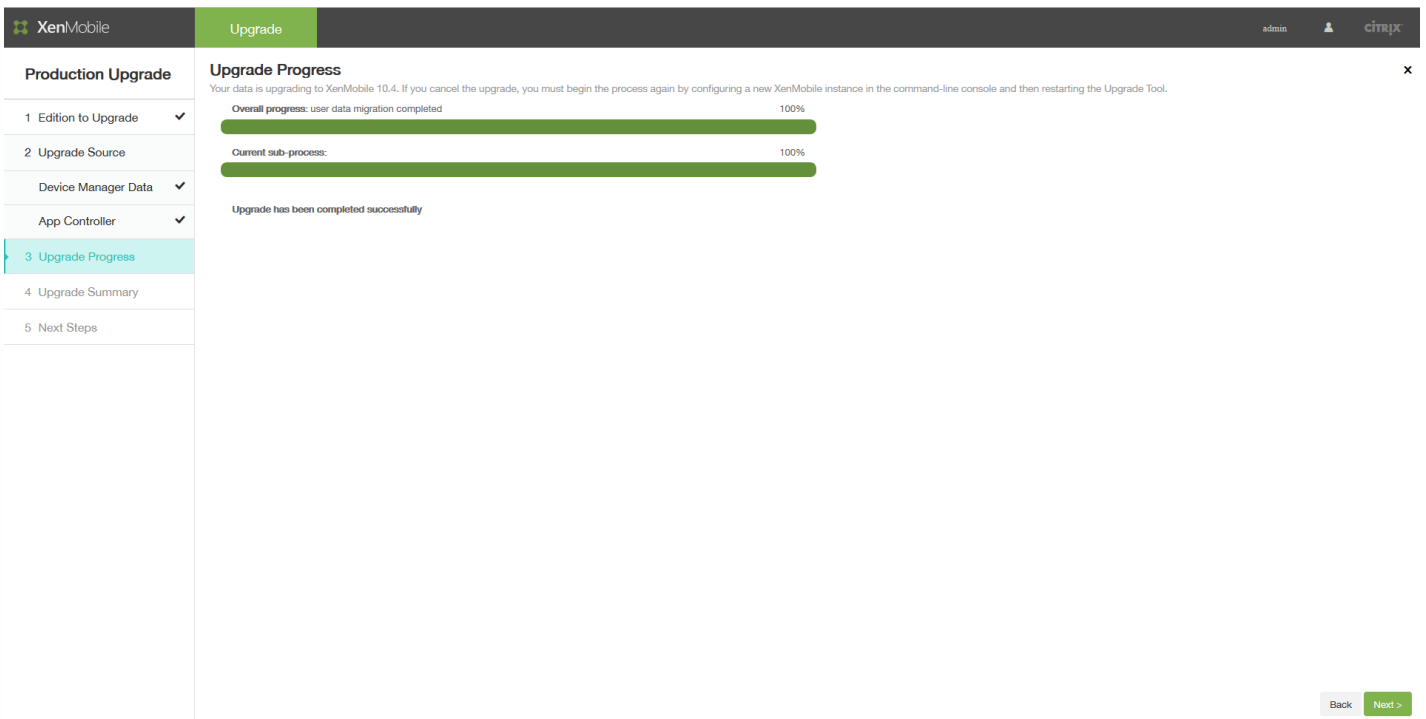 XenMobile
Upgrade
admin
CITRIX
Production Upgrade
1 Edition to Upgrade
2 Upgrade Source
Device Manager Data
App Controller
3 Upgrade Progress
4 Upgrade Summary
5 Next Steps
Upgrade Progress
x
Your data is upgrading to XenMobile 10.4. If you cancel the upgrade, you must begin the process again by configuring a new XenMobile instance in the command-line console and then restarting the Upgrade Tool.
Overall progress: user data migration completed 100%
Current sub-process: 100%
Upgrade has been completed successfully
Back
Next >